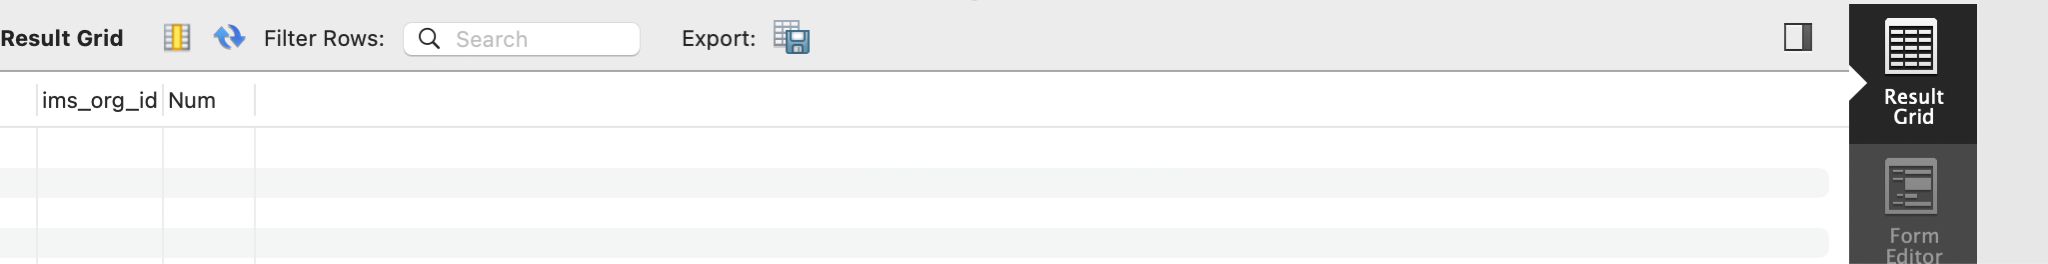 Result Grid Filter Rows: Search Export:
ims_org_id Num
Result
Grid
Form
Editor